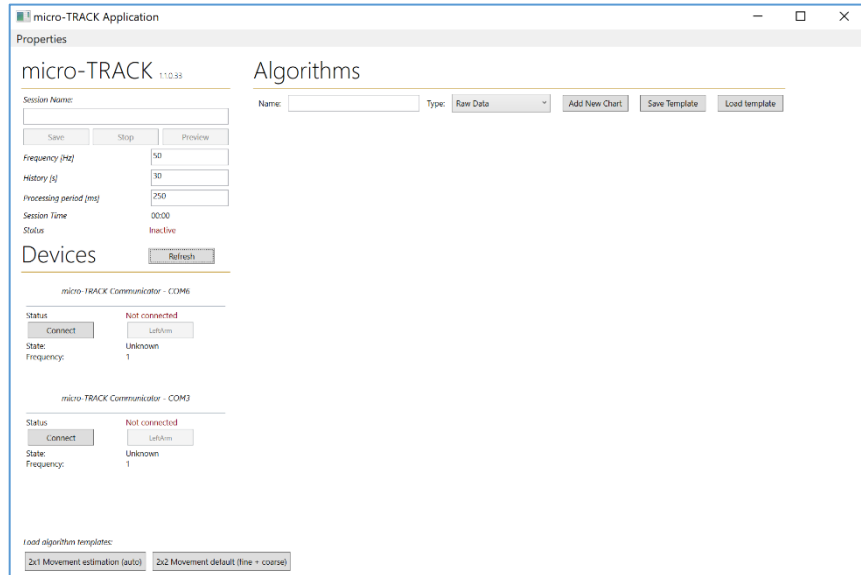 micro-TRACK Application
Properties
micro-TRACK 1.1.0.33
Session Name:
Save Stop Preview
Frequency [Hz] 50
History [s] 30
Processing period [ms] 250
Session Time 00:00
Status Inactive
Devices Refresh
micro-TRACK Communicator - COM6
Status Not connected
Connect LeftArm
State: Unknown
Frequency: 1
micro-TRACK Communicator - COM3
Status Not connected
Connect LeftArm
State: Unknown
Frequency: 1
Load algorithm templates:
2x1 Movement estimation (auto) 2x2 Movement default (fine + coarse)
Algorithms
Name: Type: Raw Data Add New Chart Save Template Load template